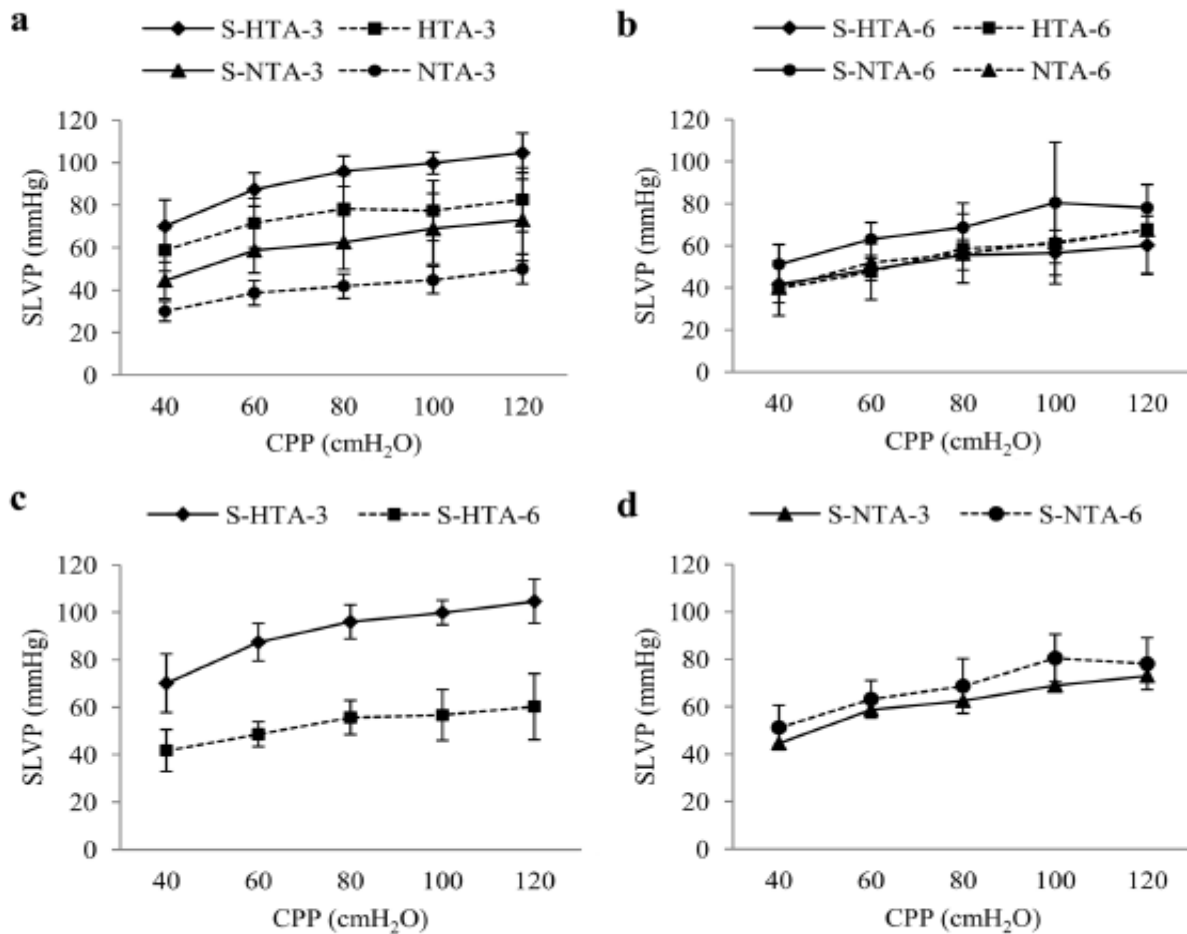 a
S-HTA-3 HTA-3
S-NTA-3 NTA-3
120
100
80
60
40
20
0
SLVP (mmHg)
40 60 80 100 120
CPP (cmH₂O)
b
S-HTA-6 HTA-6
S-NTA-6 NTA-6
120
100
80
60
40
20
0
SLVP (mmHg)
40 60 80 100 120
CPP (cmH₂O)
c
S-HTA-3 S-HTA-6
120
100
80
60
40
20
0
SLVP (mmHg)
40 60 80 100 120
CPP (cmH₂O)
d
S-NTA-3 S-NTA-6
120
100
80
60
40
20
0
SLVP (mmHg)
40 60 80 100 120
CPP (cmH₂O)